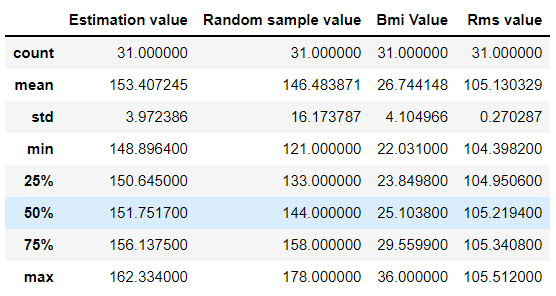 Estimation value Random sample value Bmi Value Rms value
count 31.000000 31.000000 31.000000 31.000000
mean 153.407245 146.483871 26.744148 105.130329
std 3.972386 16.173787 4.104966 0.270287
min 148.896400 121.000000 22.031000 104.398200
25% 150.645000 133.000000 23.849800 104.950600
50% 151.751700 144.000000 25.103800 105.219400
75% 156.137500 158.000000 29.559900 105.340800
max 162.334000 178.000000 36.000000 105.512000